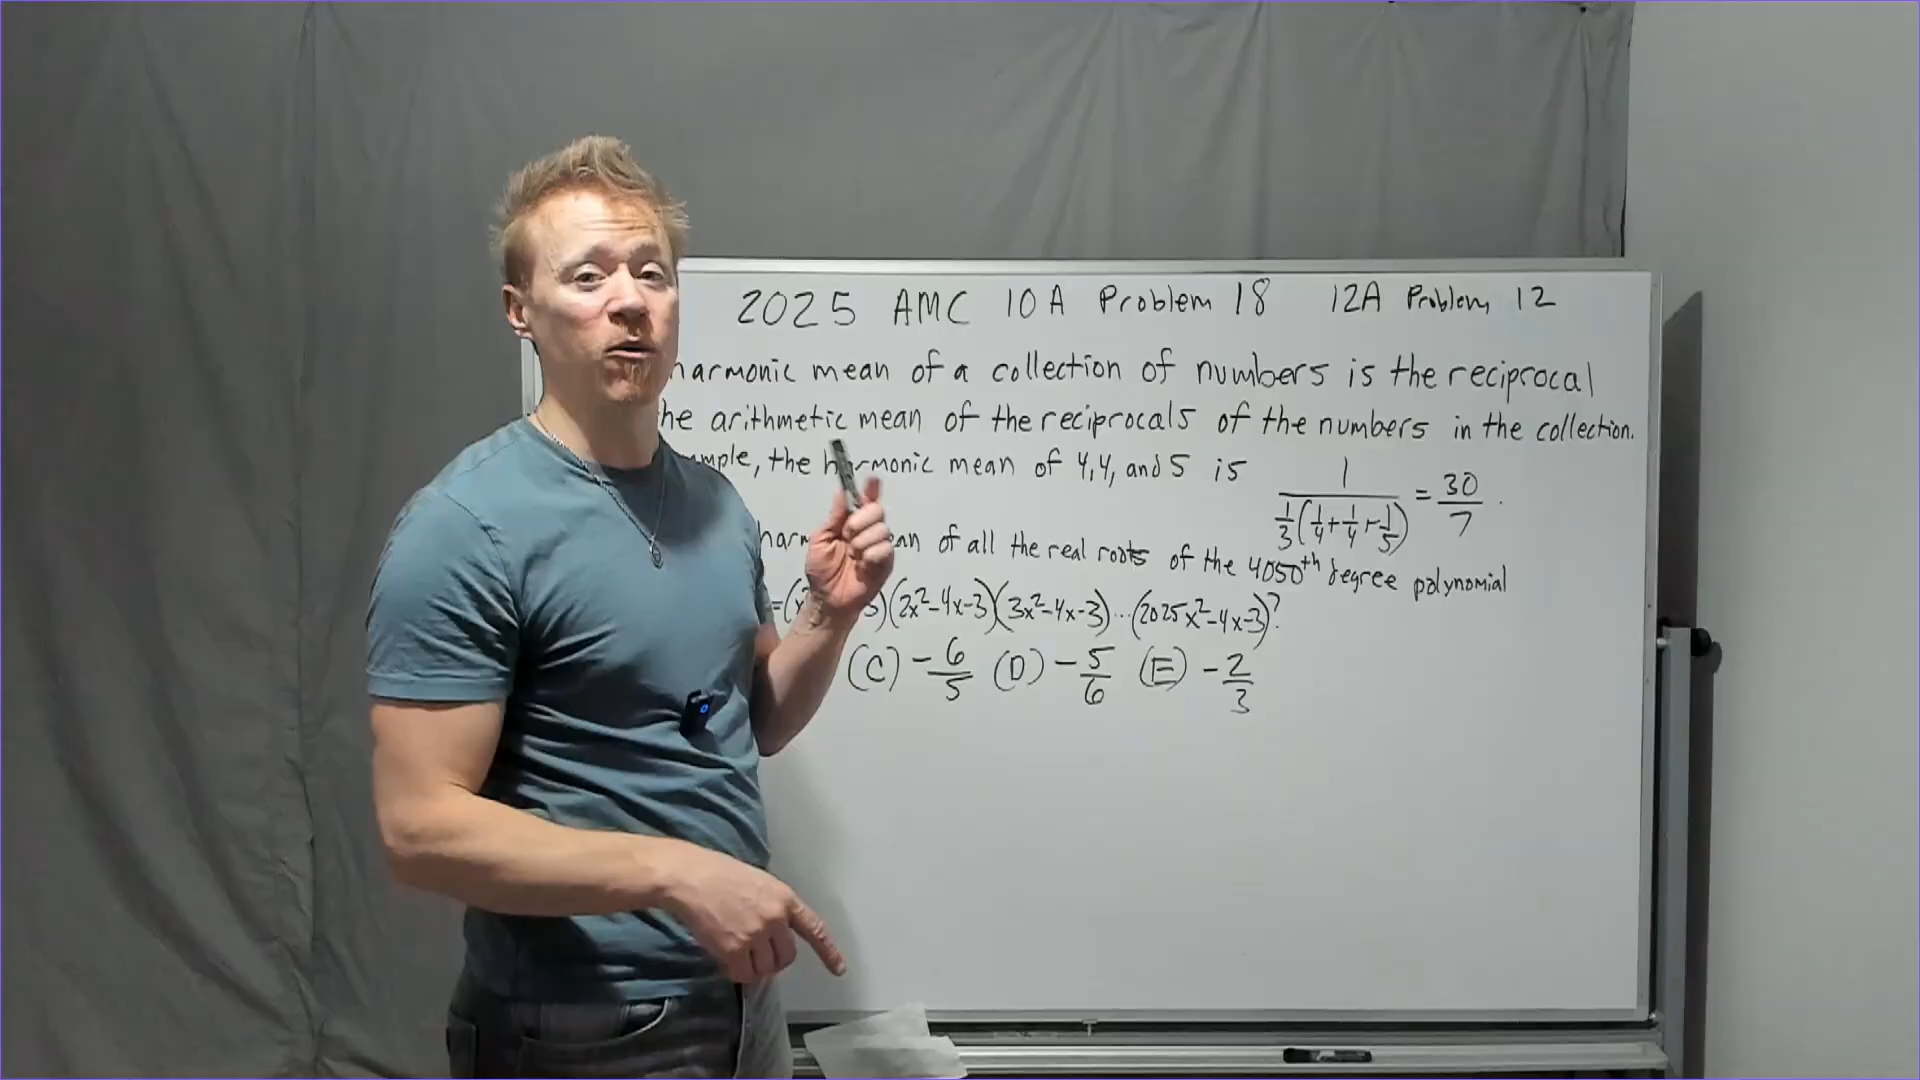 2025 AMC 10A Problem 18 12A Problem 12
harmonic mean of a collection of numbers is the reciprocal
the arithmetic mean of the reciprocals of the numbers in the collection.
mple, the harmonic mean of 4,4, and 5 is 1/(1/3(1/4+1/4+1/5)) = 30/7.
of all the real roots of the 4050th degree polynomial
(2x²-4x-3)(3x²-4x-3)...(2025x²-4x-3)?
(C) -6/5 (D) -5/6 (E) -2/3